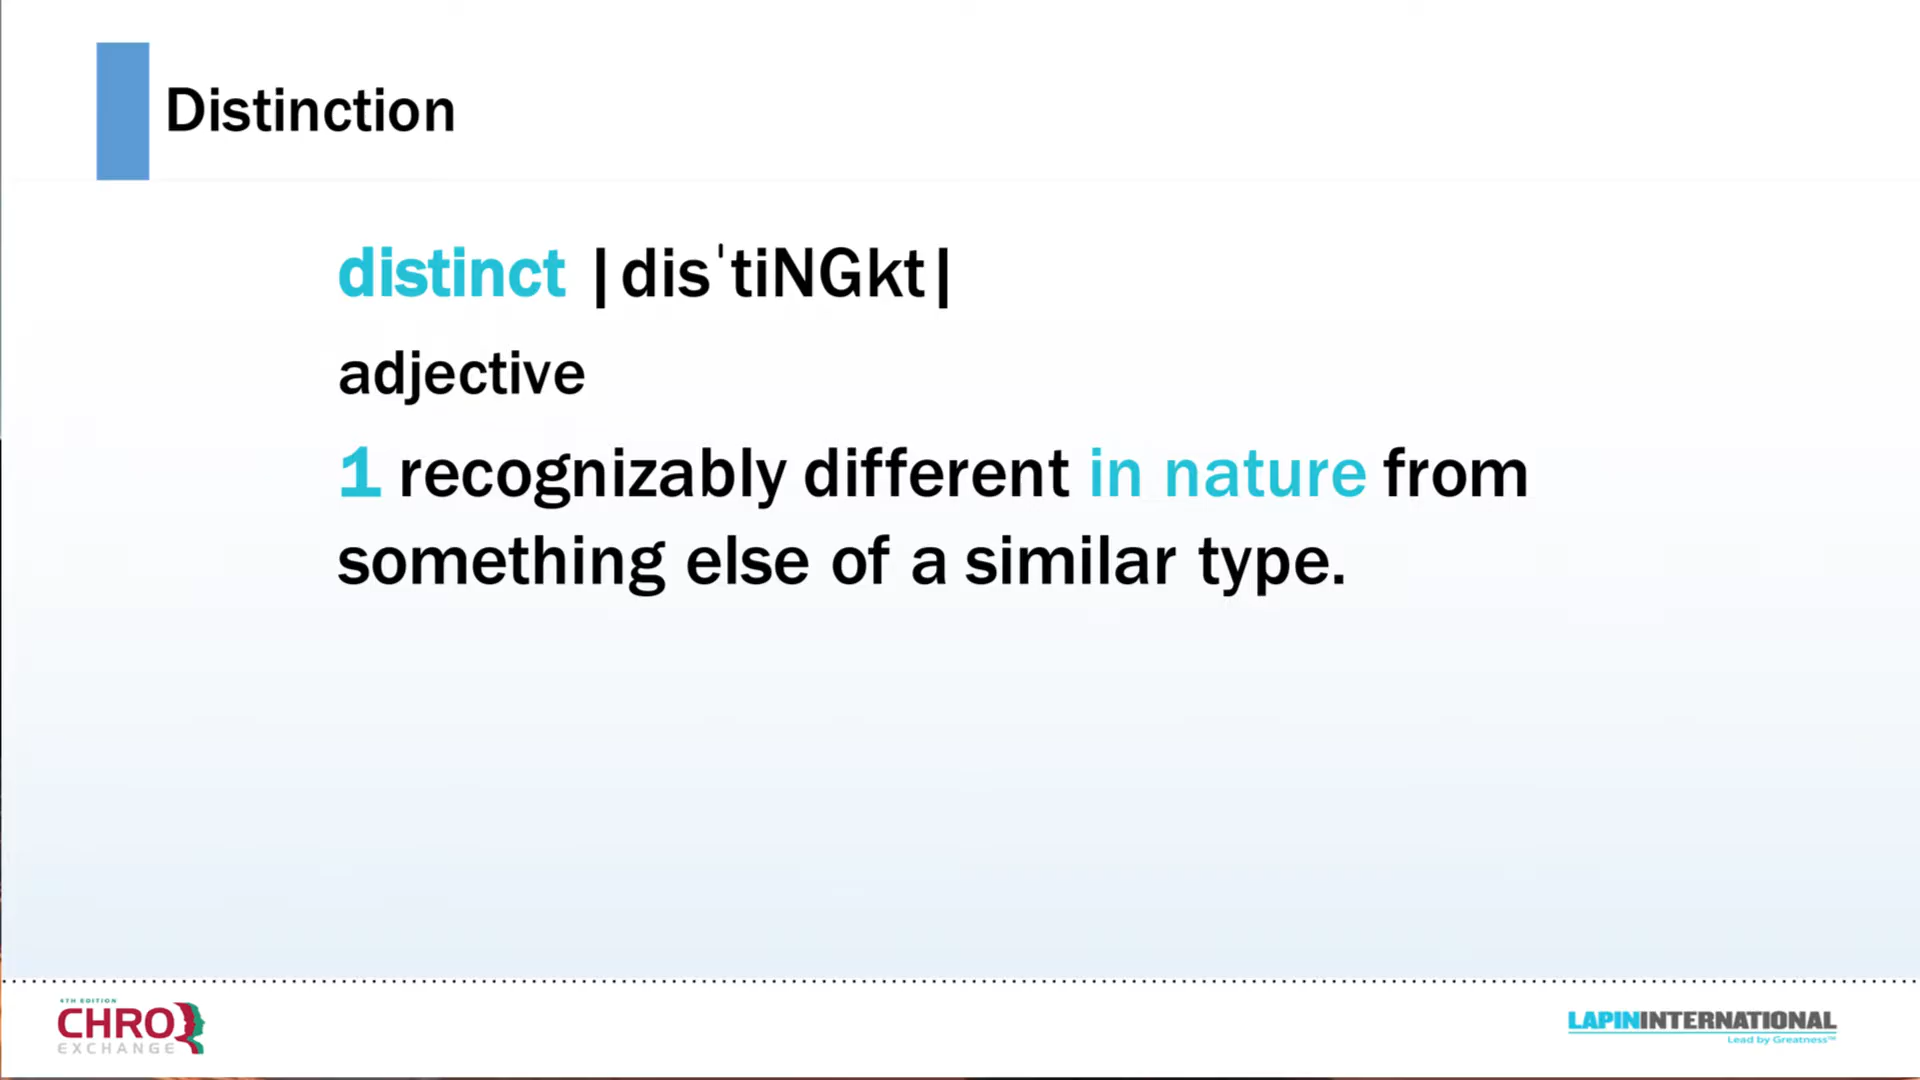 Distinction
distinct |disˈtiNGkt|
adjective
1 recognizably different in nature from
something else of a similar type.
4TH EDITION
CHRO
EXCHANGE
LAPININTERNATIONAL
Lead by Greatness™